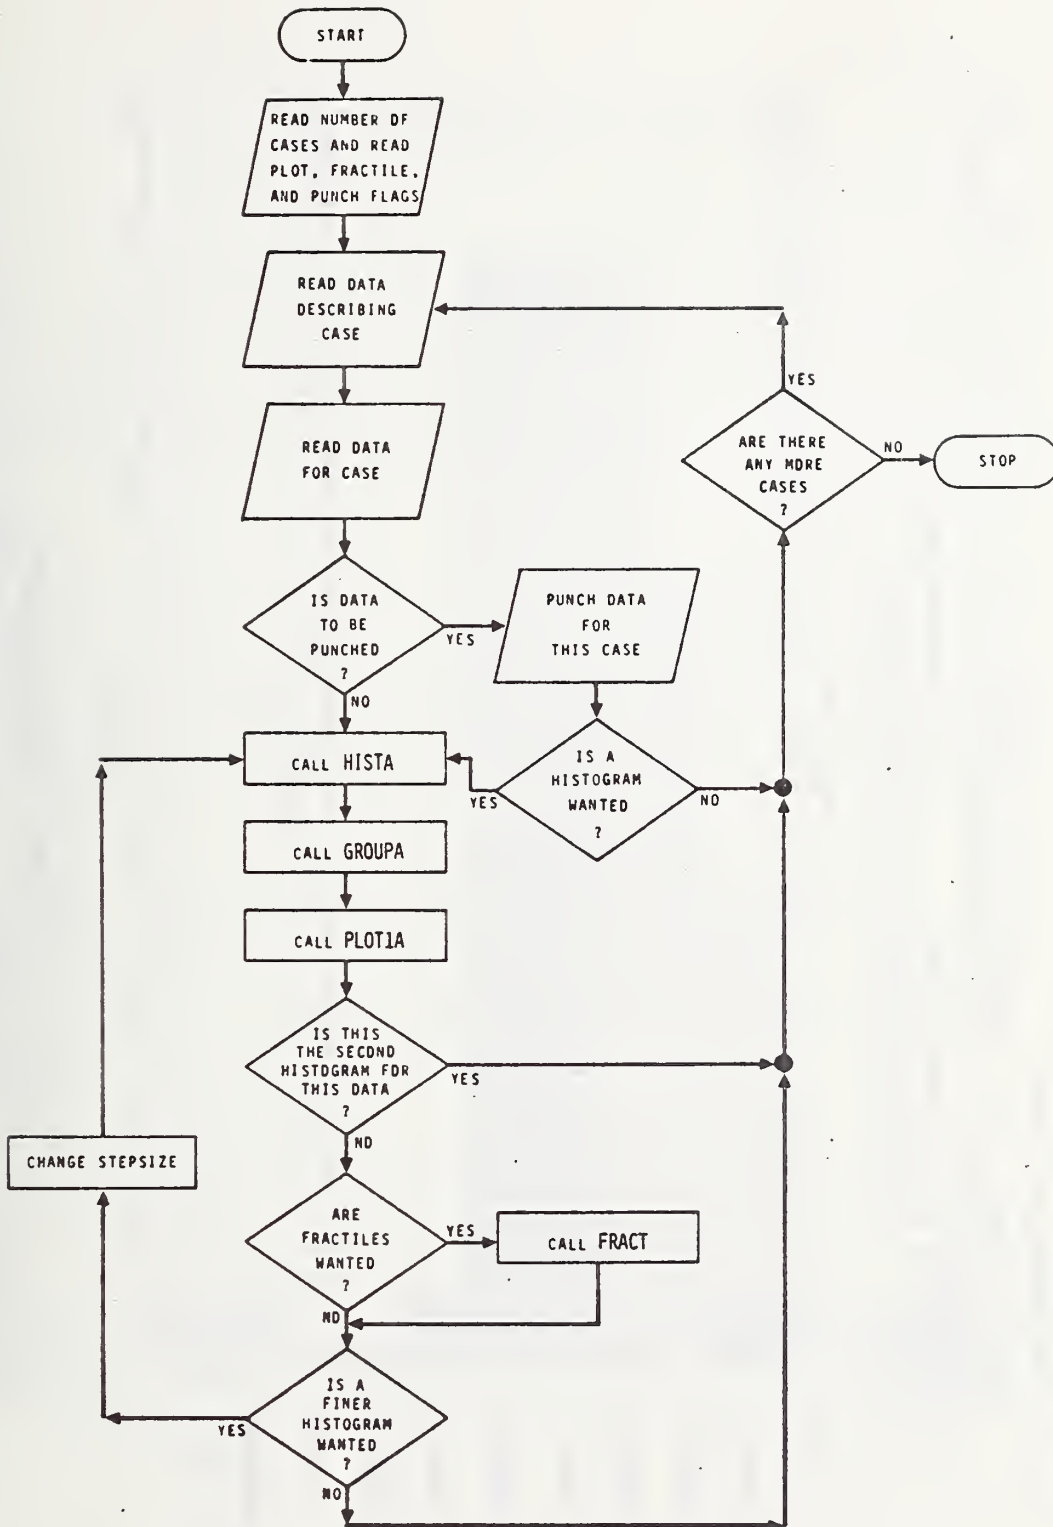 START
READ NUMBER OF
CASES AND READ
PLOT, FRACTILE,
AND PUNCH FLAGS
READ DATA
DESCRIBING
CASE
YES
READ DATA
FOR CASE
ARE THERE
ANY MORE
CASES
?
NO
STOP
IS DATA
TO BE
PUNCHED
?
YES
NO
PUNCH DATA
FOR
THIS CASE
CALL HISTA
IS A
HISTOGRAM
WANTED
?
YES
NO
CALL GROUPA
CALL PLOT1A
IS THIS
THE SECOND
HISTOGRAM FOR
THIS DATA
?
YES
NO
CHANGE STEPSIZE
ARE
FRACTILES
WANTED
?
YES
CALL FRACT
NO
IS A
FINER
HISTOGRAM
WANTED
?
YES
NO